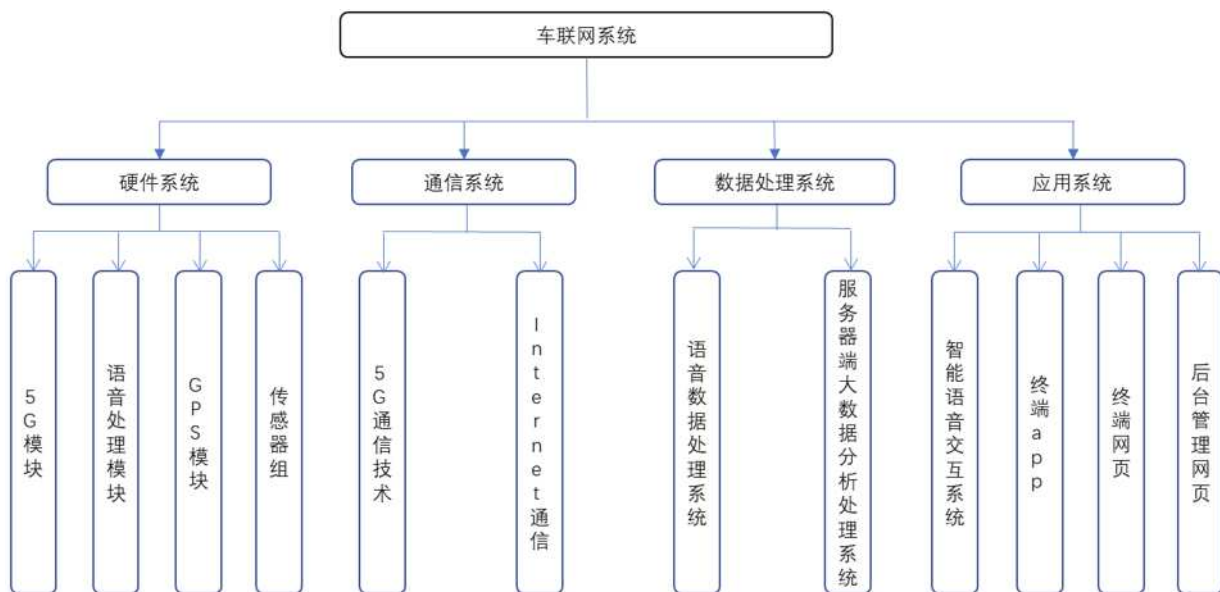 车联网系统
硬件系统
通信系统
数据处理系统
应用系统
5G模块
语音处理模块
GPS模块
传感器组
5G通信技术
Internet通信
语音数据处理系统
服务器端大数据分析处理系统
智能语音交互系统
终端app
终端网页
后台管理网页